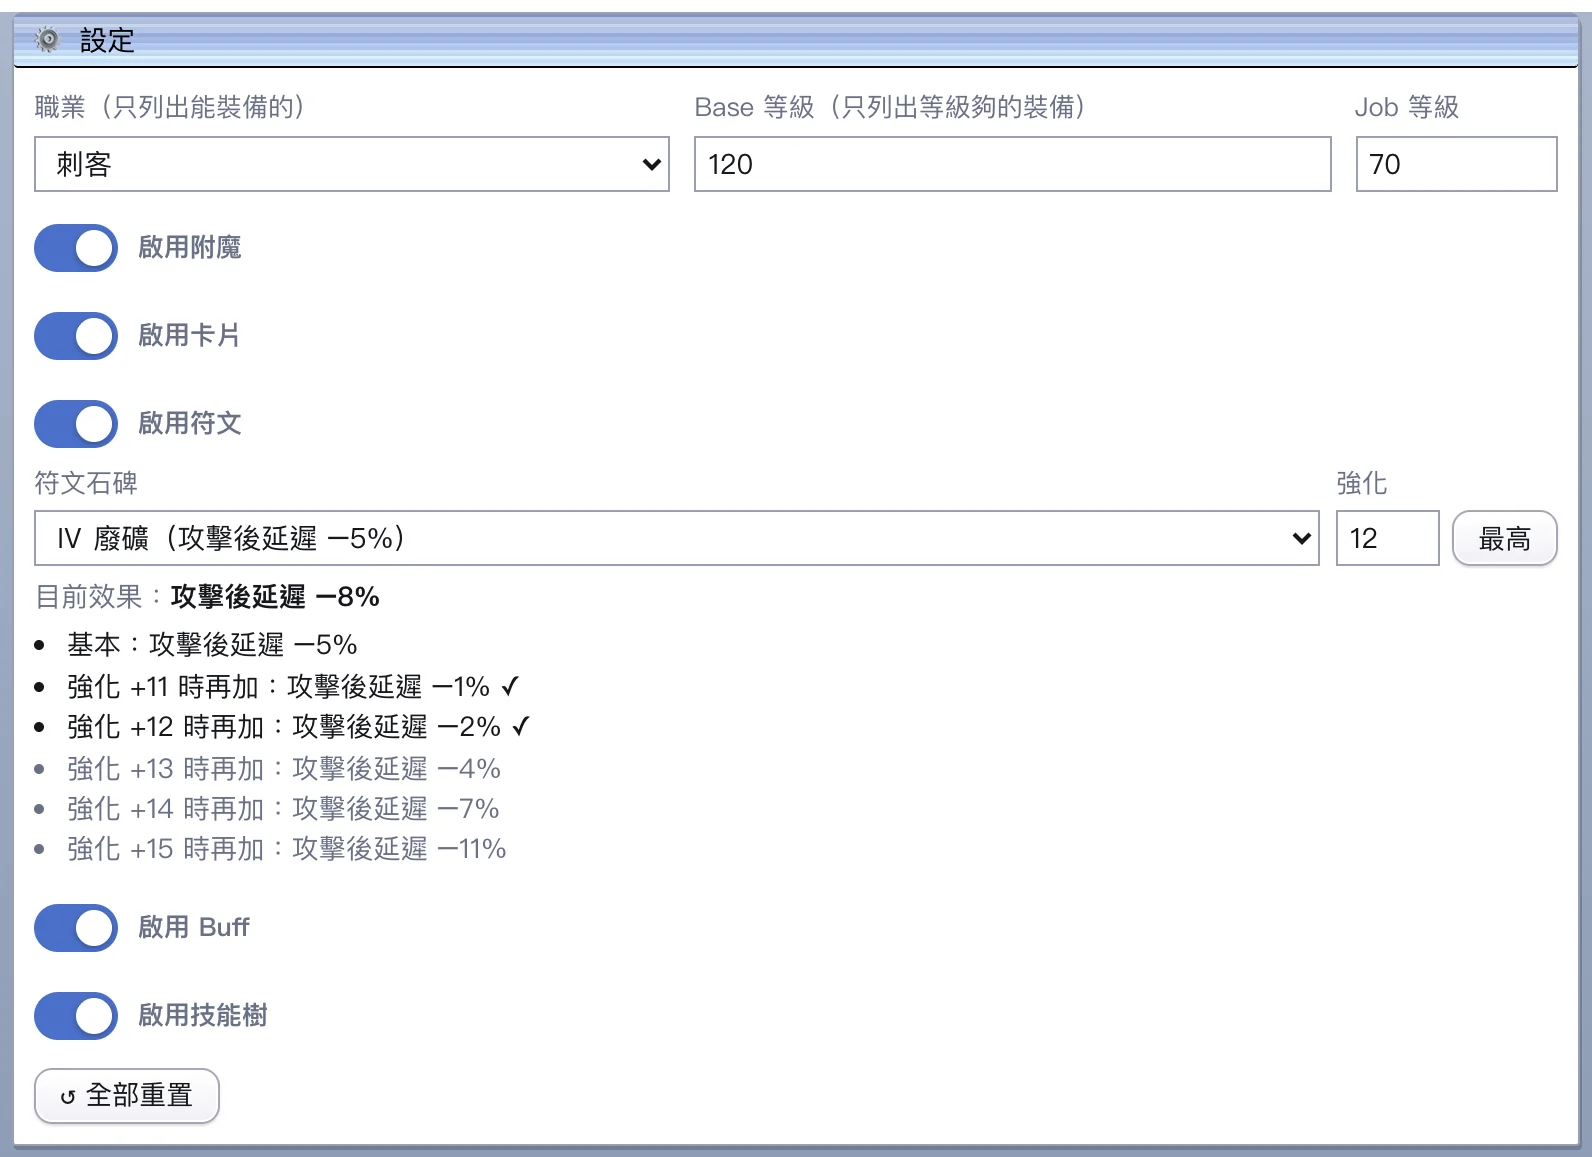 設定
職業（只列出能裝備的） Base 等級（只列出等級夠的裝備） Job 等級
刺客 120 70
啟用附魔
啟用卡片
啟用符文
符文石碑 強化
IV 廢礦（攻擊後延遲 −5%） 12 最高
目前效果：攻擊後延遲 −8%
• 基本：攻擊後延遲 −5%
• 強化 +11 時再加：攻擊後延遲 −1% ✓
• 強化 +12 時再加：攻擊後延遲 −2% ✓
• 強化 +13 時再加：攻擊後延遲 −4%
• 強化 +14 時再加：攻擊後延遲 −7%
• 強化 +15 時再加：攻擊後延遲 −11%
啟用 Buff
啟用技能樹
↺ 全部重置